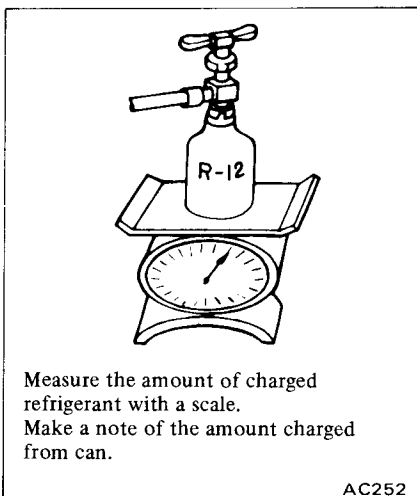 R-12
Measure the amount of charged
refrigerant with a scale.
Make a note of the amount charged
from can.
AC252